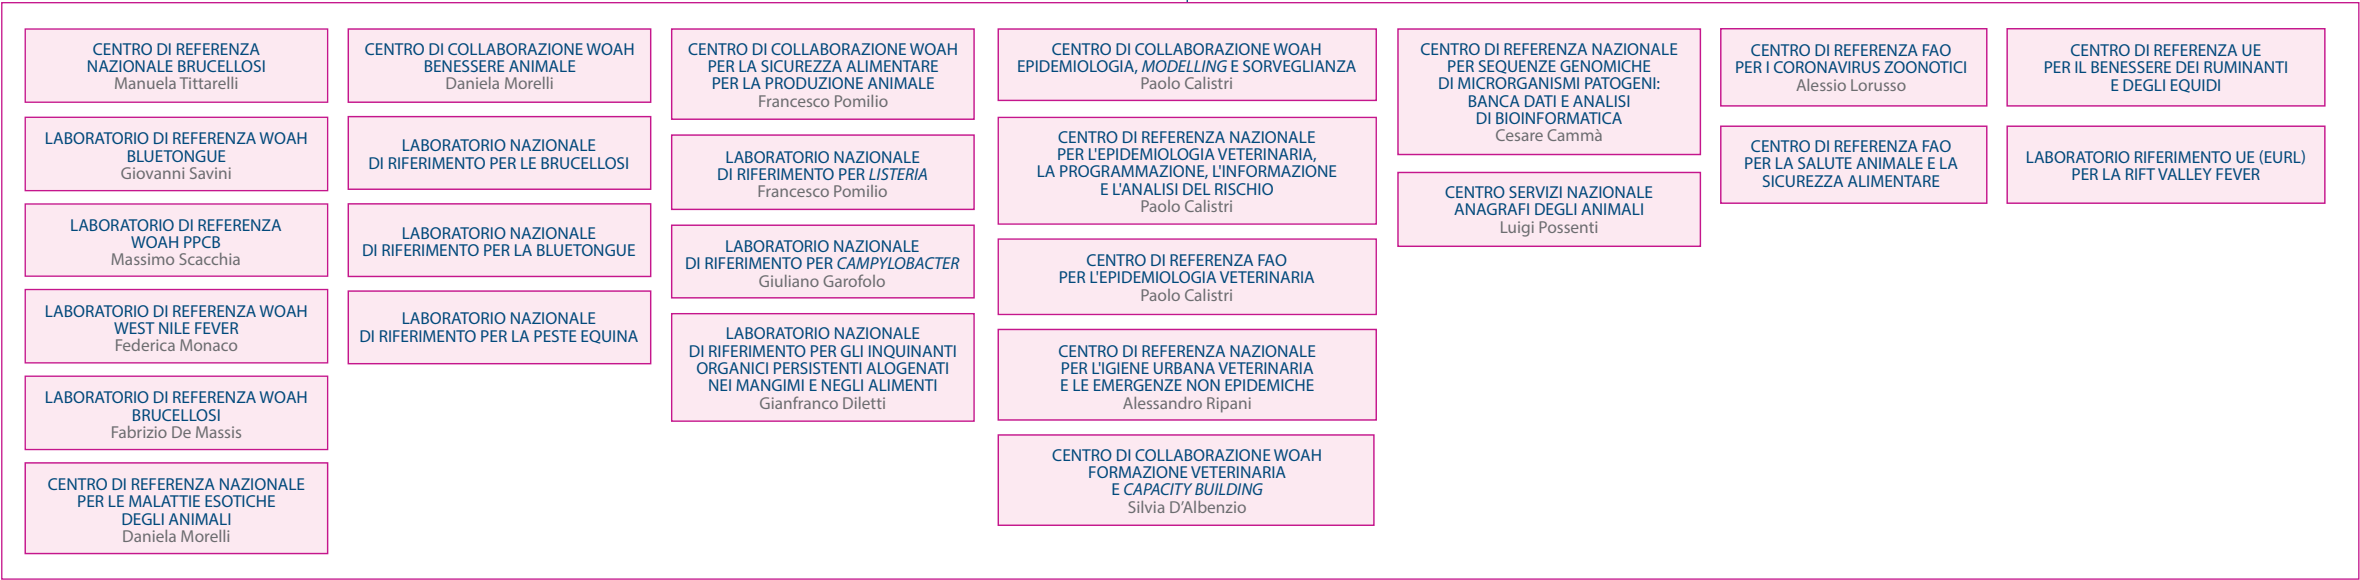 CENTRO DI REFERENZA
NAZIONALE BRUCELLOSI
Manuela Tittarelli
LABORATORIO DI REFERENZA WOAH
BLUETONGUE
Giovanni Savini
LABORATORIO DI REFERENZA
WOAH PPCB
Massimo Scacchia
LABORATORIO DI REFERENZA WOAH
WEST NILE FEVER
Federica Monaco
LABORATORIO DI REFERENZA WOAH
BRUCELLOSI
Fabrizio De Massis
CENTRO DI REFERENZA NAZIONALE
PER LE MALATTIE ESOTICHE
DEGLI ANIMALI
Daniela Morelli
CENTRO DI COLLABORAZIONE WOAH
BENESSERE ANIMALE
Daniela Morelli
LABORATORIO NAZIONALE
DI RIFERIMENTO PER LE BRUCELLOSI
LABORATORIO NAZIONALE
DI RIFERIMENTO PER LA BLUETONGUE
LABORATORIO NAZIONALE
DI RIFERIMENTO PER LA PESTE EQUINA
CENTRO DI COLLABORAZIONE WOAH
PER LA SICUREZZA ALIMENTARE
PER LA PRODUZIONE ANIMALE
Francesco Pomilio
LABORATORIO NAZIONALE
DI RIFERIMENTO PER LISTERIA
Francesco Pomilio
LABORATORIO NAZIONALE
DI RIFERIMENTO PER CAMPYLOBACTER
Giuliano Garofolo
LABORATORIO NAZIONALE
DI RIFERIMENTO PER GLI INQUINANTI
ORGANICI PERSISTENTI ALOGENATI
NEI MANGIMI E NEGLI ALIMENTI
Gianfranco Diletti
CENTRO DI COLLABORAZIONE WOAH
EPIDEMIOLOGIA, MODELLING E SORVEGLIANZA
Paolo Calistri
CENTRO DI REFERENZA NAZIONALE
PER L'EPIDEMIOLOGIA VETERINARIA,
LA PROGRAMMAZIONE, L'INFORMAZIONE
E L'ANALISI DEL RISCHIO
Paolo Calistri
CENTRO DI REFERENZA FAO
PER L'EPIDEMIOLOGIA VETERINARIA
Paolo Calistri
CENTRO DI REFERENZA NAZIONALE
PER L'IGIENE URBANA VETERINARIA
E LE EMERGENZE NON EPIDEMICHE
Alessandro Ripani
CENTRO DI COLLABORAZIONE WOAH
FORMAZIONE VETERINARIA
E CAPACITY BUILDING
Silvia D’Albenzio
CENTRO DI REFERENZA NAZIONALE
PER SEQUENZE GENOMICHE
DI MICRORGANISMI PATOGENI:
BANCA DATI E ANALISI
DI BIOINFORMATICA
Cesare Cammà
CENTRO SERVIZI NAZIONALE
ANAGRAFI DEGLI ANIMALI
Luigi Possenti
CENTRO DI REFERENZA FAO
PER I CORONAVIRUS ZOONOTICI
Alessio Lorusso
CENTRO DI REFERENZA FAO
PER LA SALUTE ANIMALE E LA
SICUREZZA ALIMENTARE
CENTRO DI REFERENZA UE
PER IL BENESSERE DEI RUMINANTI
E DEGLI EQUIDI
LABORATORIO RIFERIMENTO UE (EURL)
PER LA RIFT VALLEY FEVER